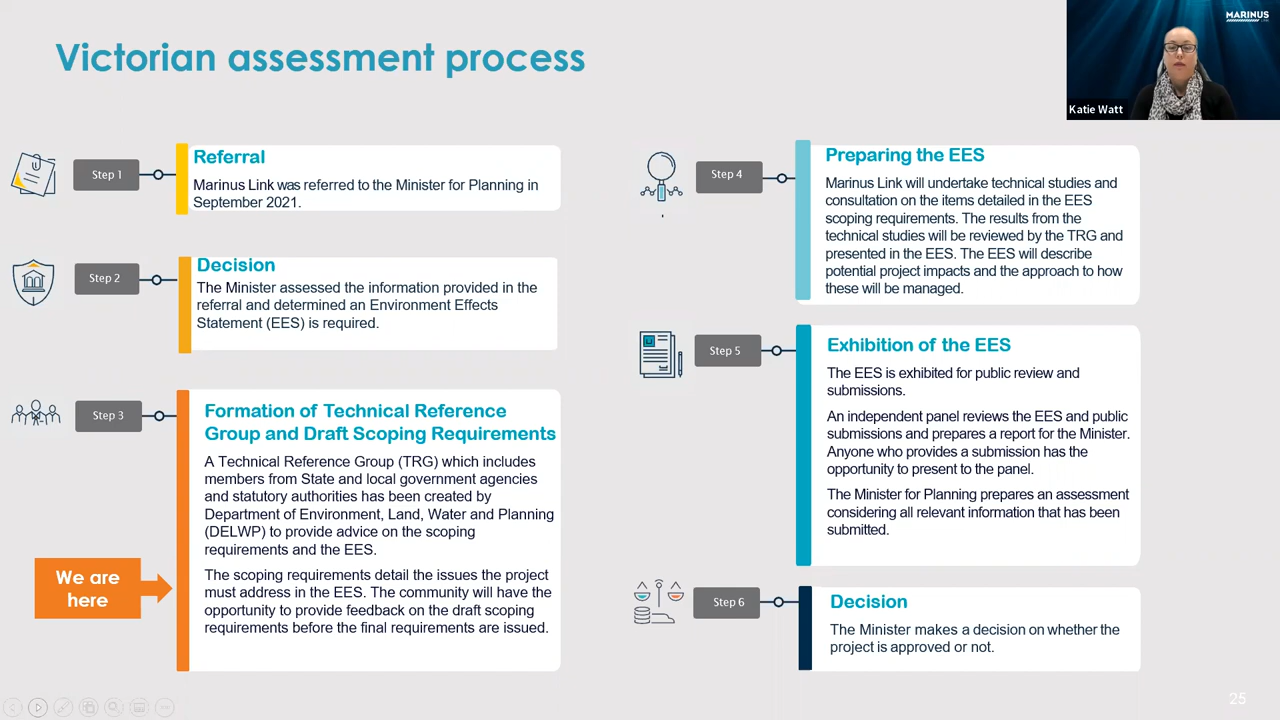 Victorian assessment process
MARINUS
Katie Watt
Step 1
Referral
Marinus Link was referred to the Minister for Planning in
September 2021.
Step 2
Decision
The Minister assessed the information provided in the
referral and determined an Environment Effects
Statement (EES) is required.
Step 3
Formation of Technical Reference
Group and Draft Scoping Requirements
A Technical Reference Group (TRG) which includes
members from State and local government agencies
and statutory authorities has been created by
Department of Environment, Land, Water and Planning
(DELWP) to provide advice on the scoping
requirements and the EES.
The scoping requirements detail the issues the project
must address in the EES. The community will have the
opportunity to provide feedback on the draft scoping
requirements before the final requirements are issued.
We are
here
Step 4
Preparing the EES
Marinus Link will undertake technical studies and
consultation on the items detailed in the EES
scoping requirements. The results from the
technical studies will be reviewed by the TRG and
presented in the EES. The EES will describe
potential project impacts and the approach to how
these will be managed.
Step 5
Exhibition of the EES
The EES is exhibited for public review and
submissions.
An independent panel reviews the EES and public
submissions and prepares a report for the Minister.
Anyone who provides a submission has the
opportunity to present to the panel.
The Minister for Planning prepares an assessment
considering all relevant information that has been
submitted.
Step 6
Decision
The Minister makes a decision on whether the
project is approved or not.
25